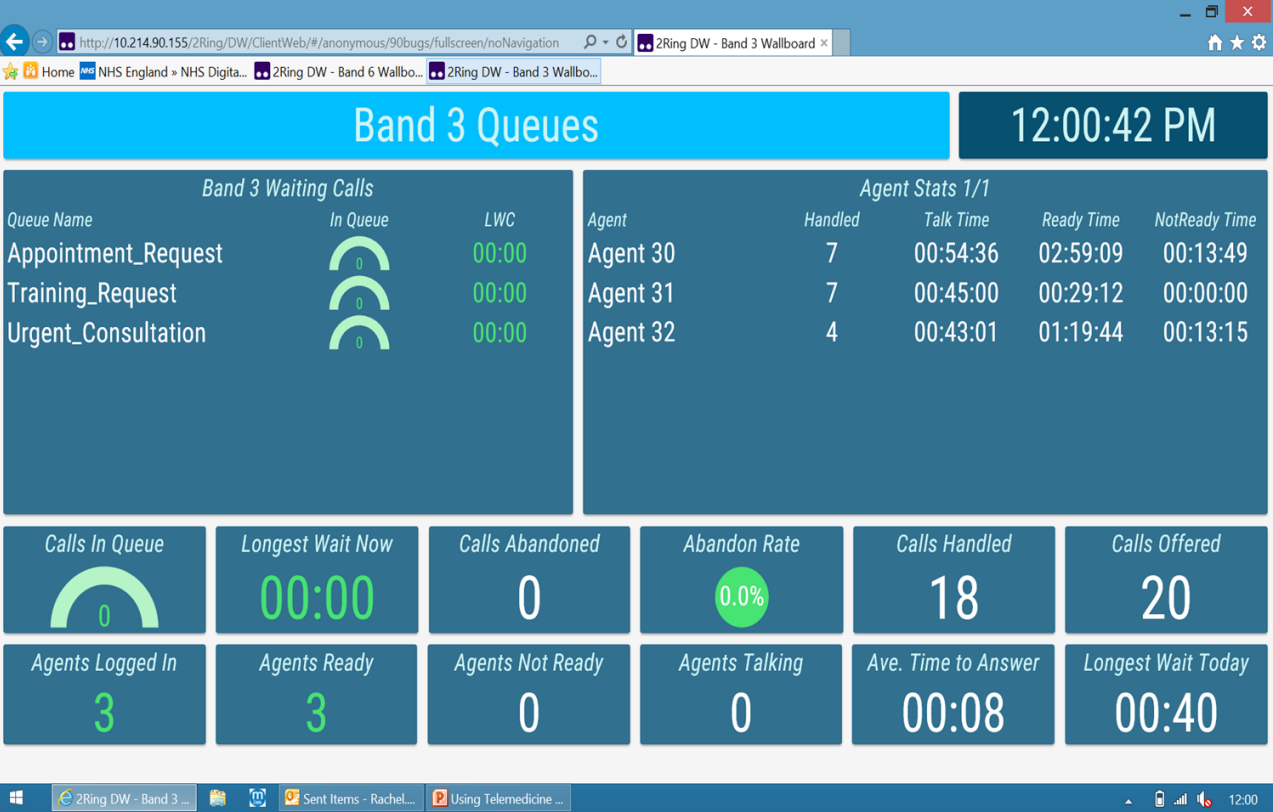 http://10.214.90.155/2Ring/DW/ClientWeb/#/anonymous/90bugs/fullscreen/noNavigation
2Ring DW - Band 3 Wallboard
Home
NHS
NHS England » NHS Digita...
2Ring DW - Band 6 Wallbo...
2Ring DW - Band 3 Wallbo...
Band 3 Queues
12:00:42 PM
Band 3 Waiting Calls
Queue Name In Queue LWC
Appointment_Request 0 00:00
Training_Request 0 00:00
Urgent_Consultation 0 00:00
Agent Stats 1/1
Agent Handled Talk Time Ready Time NotReady Time
Agent 30 7 00:54:36 02:59:09 00:13:49
Agent 31 7 00:45:00 00:29:12 00:00:00
Agent 32 4 00:43:01 01:19:44 00:13:15
Calls In Queue
0
Longest Wait Now
00:00
Calls Abandoned
0
Abandon Rate
0.0%
Calls Handled
18
Calls Offered
20
Agents Logged In
3
Agents Ready
3
Agents Not Ready
0
Agents Talking
0
Ave. Time to Answer
00:08
Longest Wait Today
00:40
2Ring DW - Band 3 ...
Sent Items - Rachel....
Using Telemedicine ...
12:00